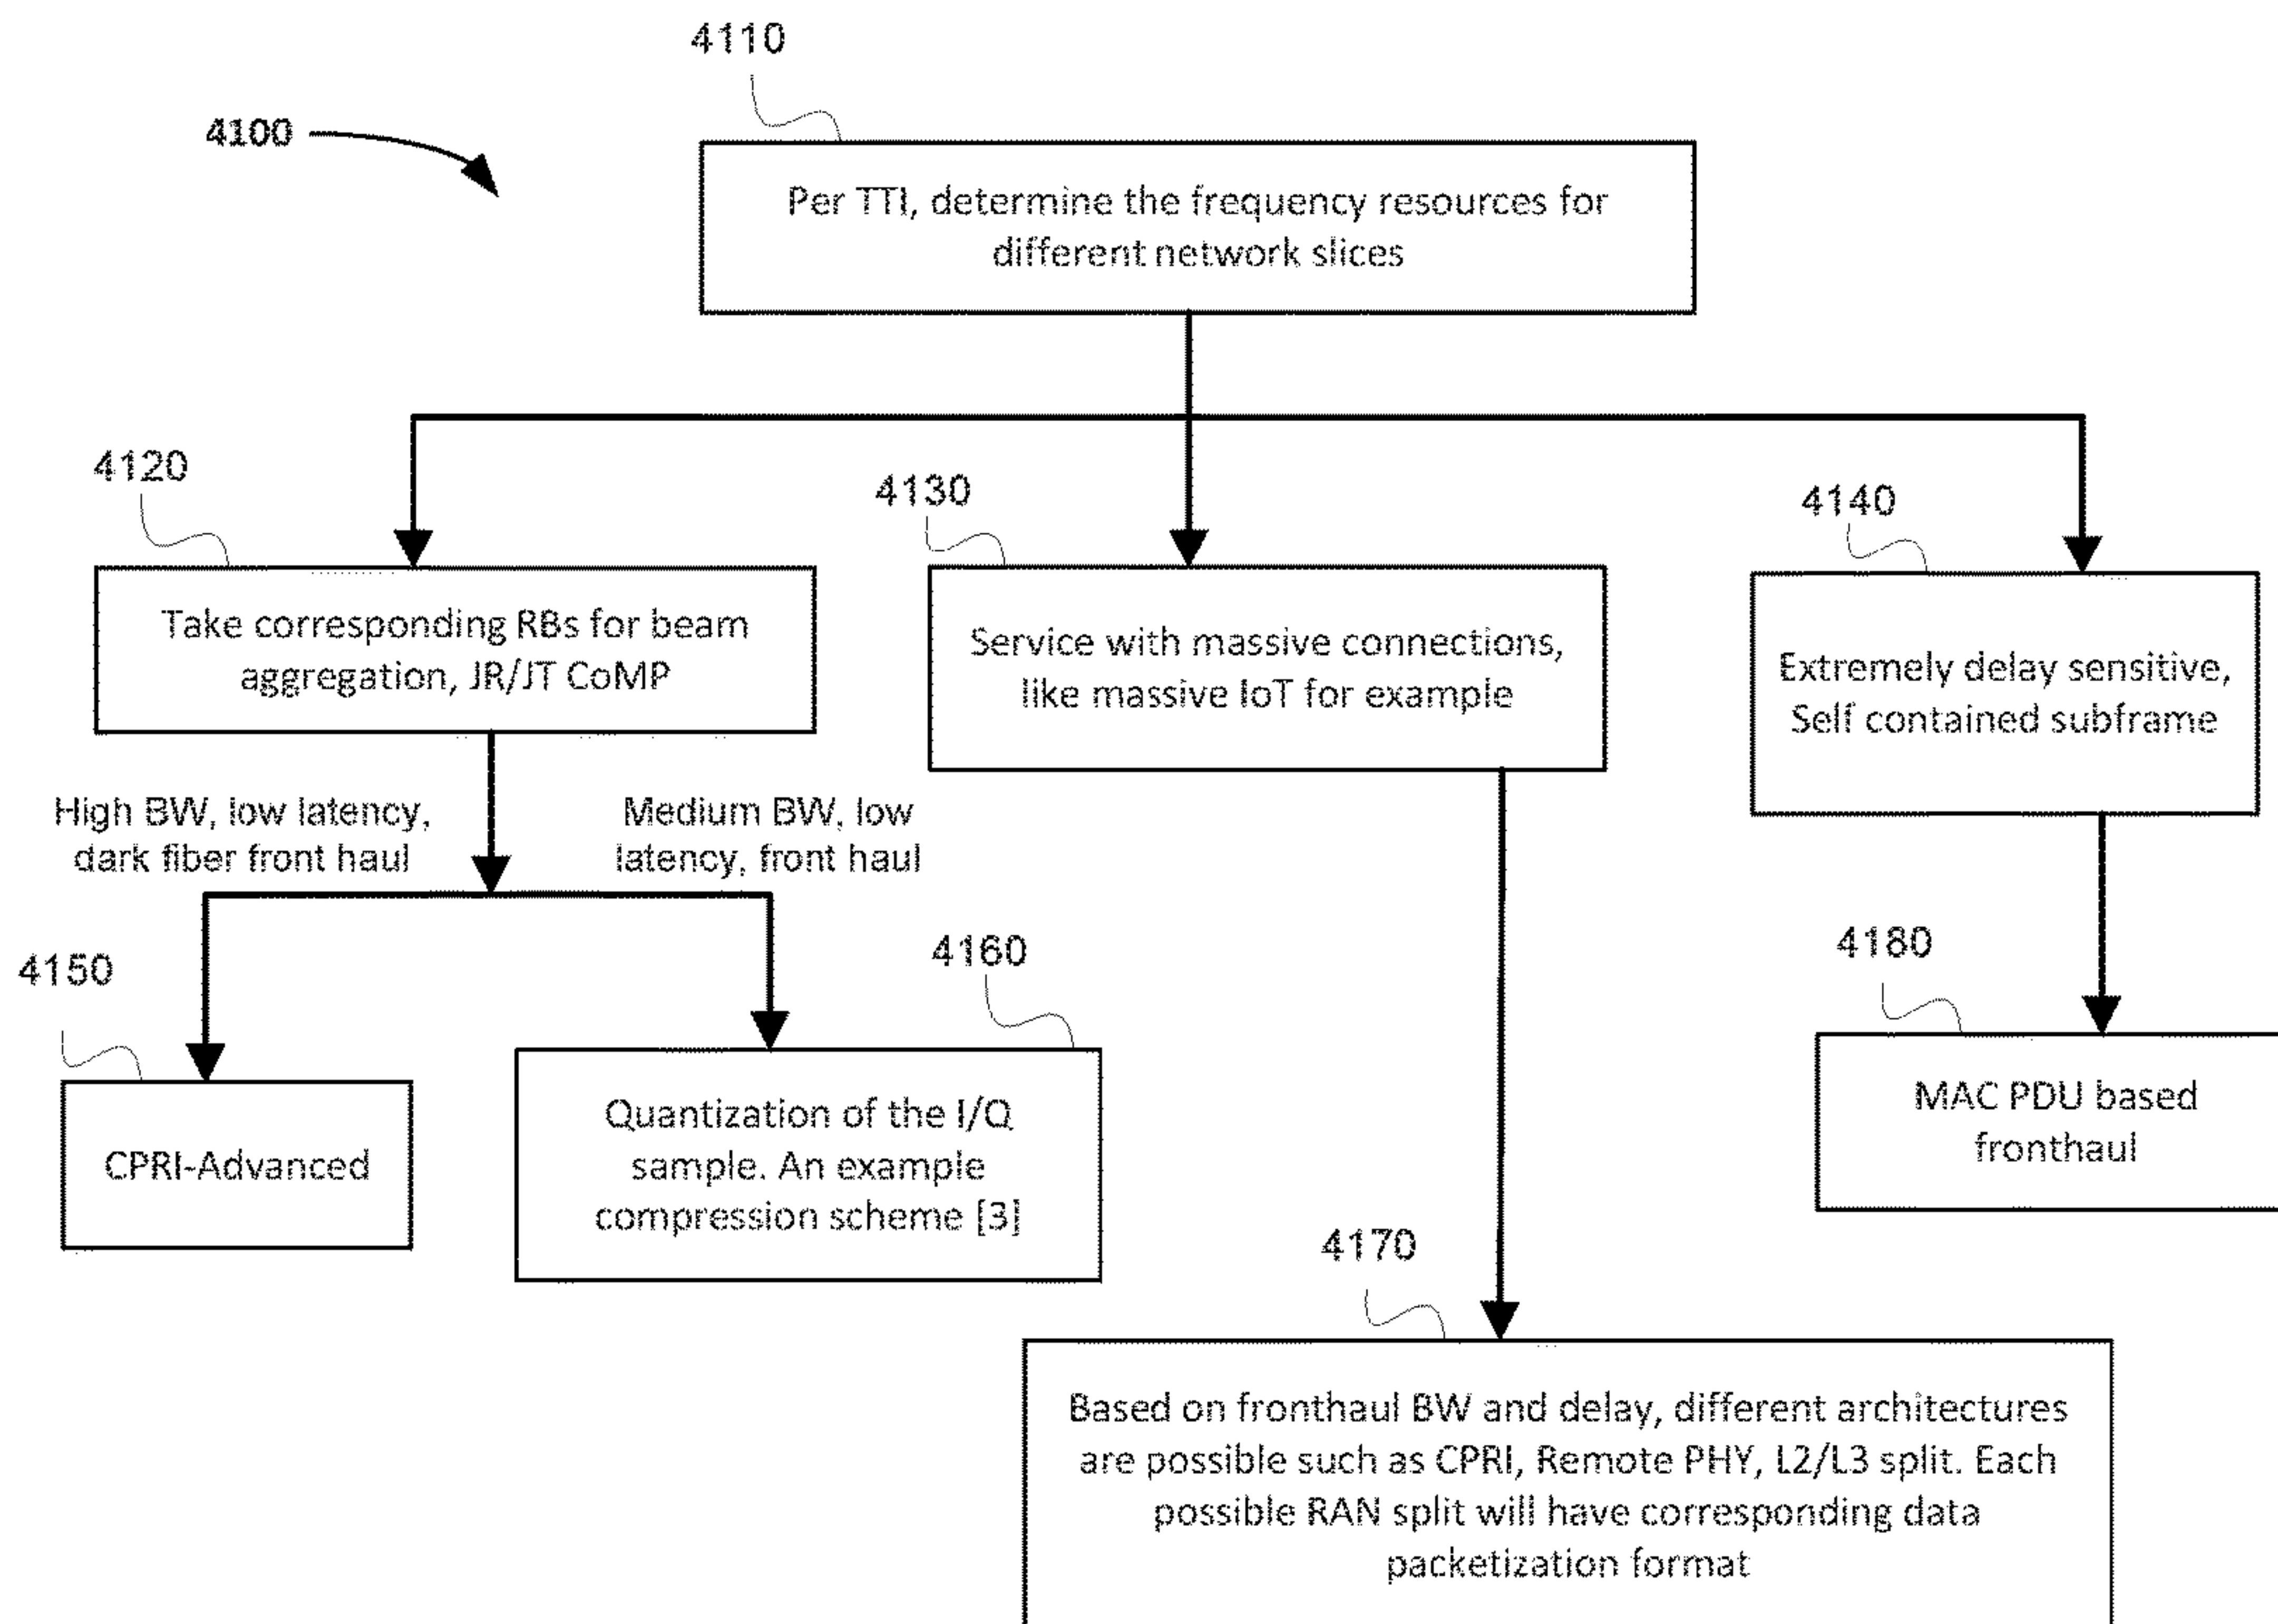 4110
4100
Per TTI, determine the frequency resources for
different network slices
4120
Take corresponding RBs for beam
aggregation, JR/JT CoMP
4130
Service with massive connections,
like massive IoT for example
4140
Extremely delay sensitive,
Self contained subframe
High BW, low latency,
dark fiber front haul
Medium BW, low
latency, front haul
4150
CPRI-Advanced
4160
Quantization of the I/Q
sample. An example
compression scheme [3]
4180
MAC PDU based
fronthaul
4170
Based on fronthaul BW and delay, different architectures
are possible such as CPRI, Remote PHY, L2/L3 split. Each
possible RAN split will have corresponding data
packetization format